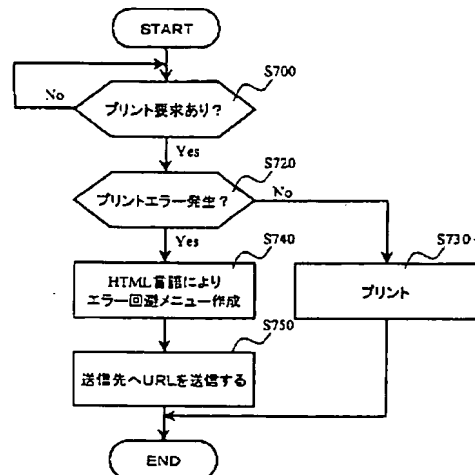 START
S700
プリント要求あり?
No
Yes
S720
プリントエラー発生?
No
Yes
S740
HTML言語により
エラー回避メニュー作成
S730
プリント
S750
送信先へURLを送信する
END